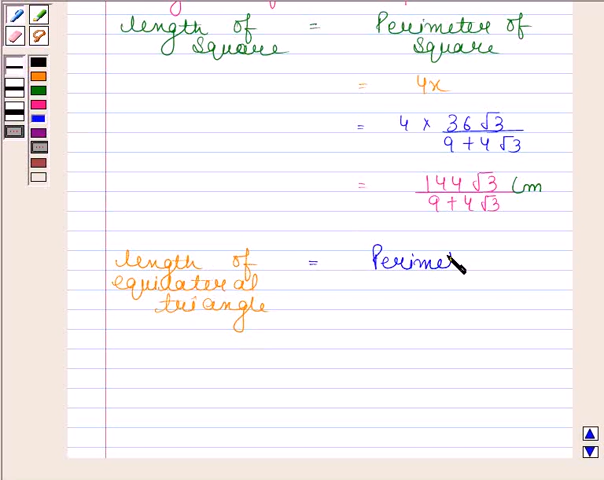 length of = Perimeter of
Square Square
= 4x
= 4 × 36√3 / 9 + 4√3
= 144√3 / 9 + 4√3 Cm
length of = Perime
equilateral
triangle